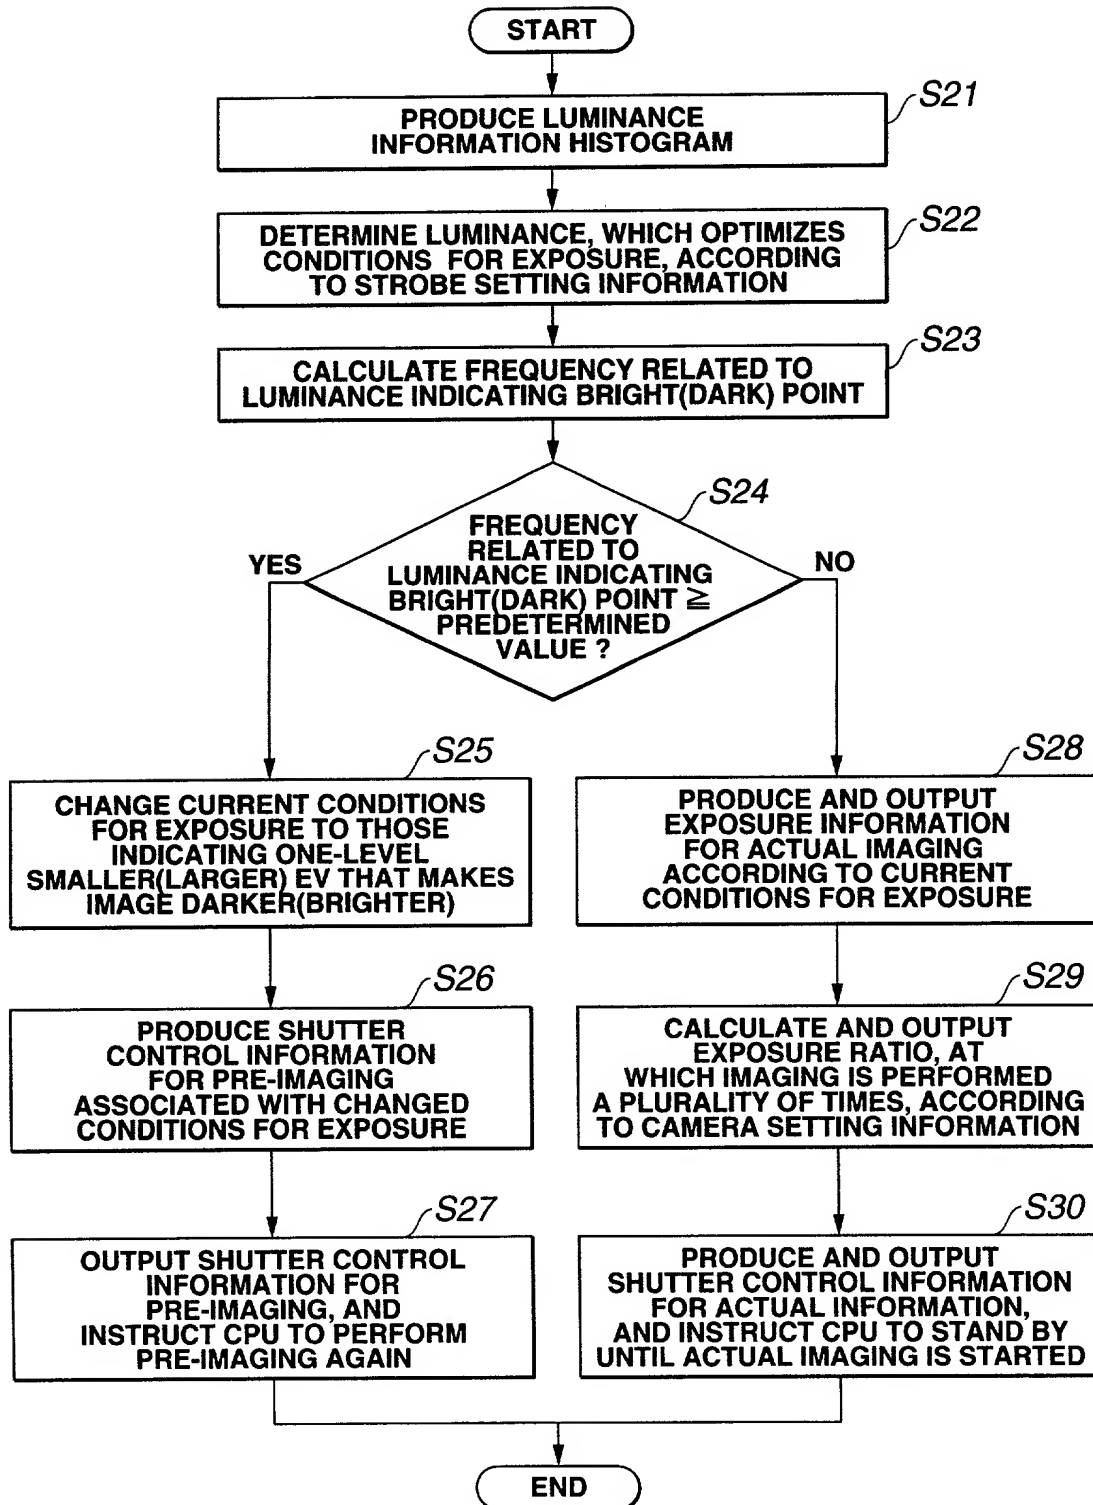 START
S21
PRODUCE LUMINANCE
INFORMATION HISTOGRAM
S22
DETERMINE LUMINANCE, WHICH OPTIMIZES
CONDITIONS FOR EXPOSURE, ACCORDING
TO STROBE SETTING INFORMATION
S23
CALCULATE FREQUENCY RELATED TO
LUMINANCE INDICATING BRIGHT(DARK) POINT
S24
FREQUENCY
RELATED TO
LUMINANCE INDICATING
BRIGHT(DARK) POINT ≧
PREDETERMINED
VALUE ?
YES
NO
S25
CHANGE CURRENT CONDITIONS
FOR EXPOSURE TO THOSE
INDICATING ONE-LEVEL
SMALLER(LARGER) EV THAT MAKES
IMAGE DARKER(BRIGHTER)
S26
PRODUCE SHUTTER
CONTROL INFORMATION
FOR PRE-IMAGING
ASSOCIATED WITH CHANGED
CONDITIONS FOR EXPOSURE
S27
OUTPUT SHUTTER CONTROL
INFORMATION FOR
PRE-IMAGING, AND
INSTRUCT CPU TO PERFORM
PRE-IMAGING AGAIN
S28
PRODUCE AND OUTPUT
EXPOSURE INFORMATION
FOR ACTUAL IMAGING
ACCORDING TO CURRENT
CONDITIONS FOR EXPOSURE
S29
CALCULATE AND OUTPUT
EXPOSURE RATIO, AT
WHICH IMAGING IS PERFORMED
A PLURALITY OF TIMES, ACCORDING
TO CAMERA SETTING INFORMATION
S30
PRODUCE AND OUTPUT
SHUTTER CONTROL INFORMATION
FOR ACTUAL INFORMATION,
AND INSTRUCT CPU TO STAND BY
UNTIL ACTUAL IMAGING IS STARTED
END